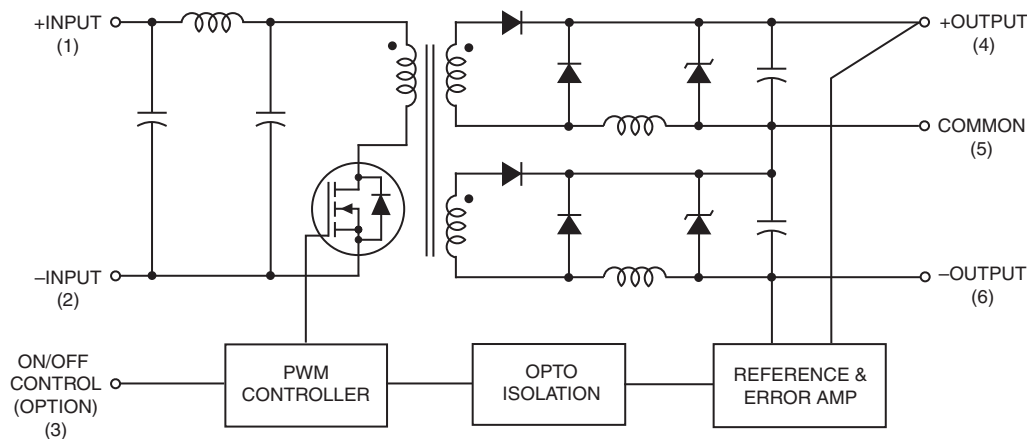 +INPUT
(1)
+OUTPUT
(4)
COMMON
(5)
–INPUT
(2)
–OUTPUT
(6)
ON/OFF
CONTROL
(OPTION)
(3)
PWM
CONTROLLER
OPTO
ISOLATION
REFERENCE &
ERROR AMP